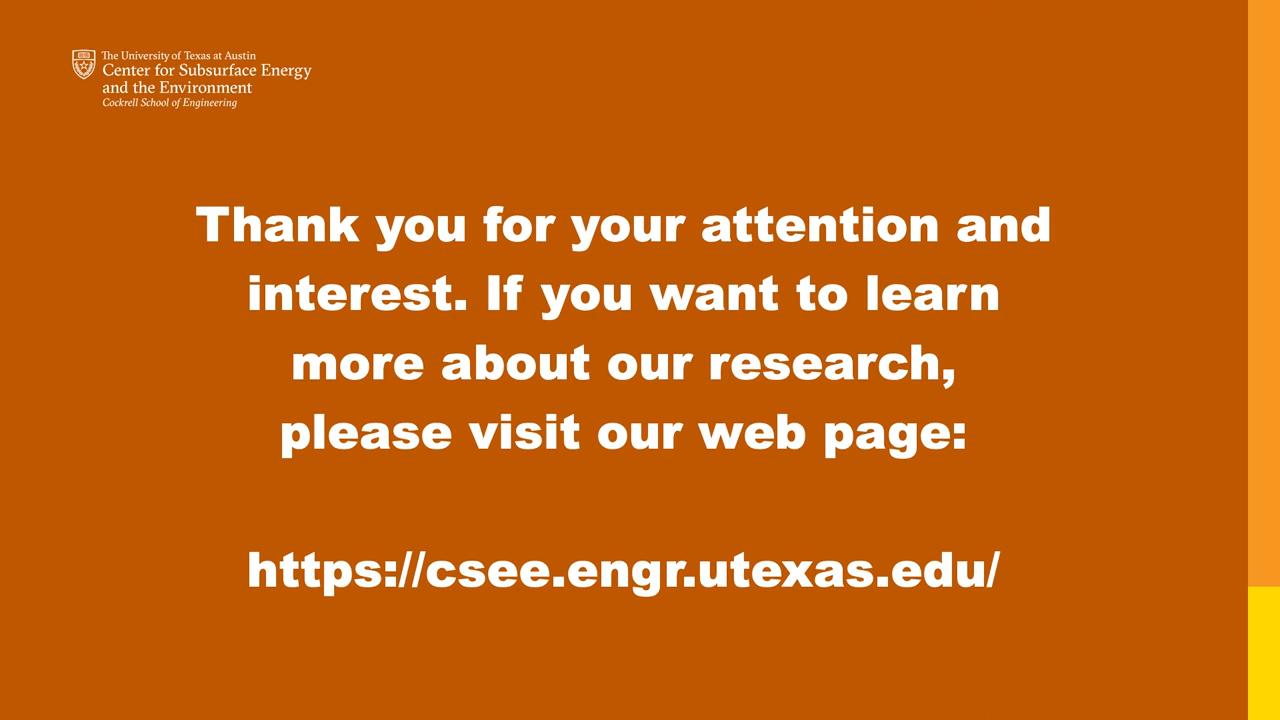 The University of Texas at Austin
Center for Subsurface Energy
and the Environment
Cockrell School of Engineering
Thank you for your attention and
interest. If you want to learn
more about our research,
please visit our web page:
https://csee.engr.utexas.edu/